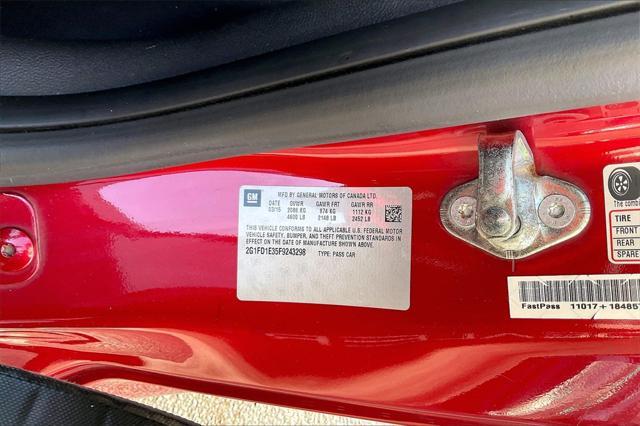 GM
MFD BY GENERAL MOTORS OF CANADA LTD.
DATE GVWR GAWR FRT GAWR RR
03/15 2086 KG 974 KG 1112 KG
4600 LB 2148 LB 2452 LB
THIS VEHICLE CONFORMS TO ALL APPLICABLE U.S. FEDERAL MOTOR
VEHICLE SAFETY, BUMPER, AND THEFT PREVENTION STANDARDS IN
EFFECT ON THE DATE OF MANUFACTURE SHOWN ABOVE.
2G1FD1E35F9243298 TYPE: PASS CAR
The
TIRE
FRONT
REAR
SPARE
FastPass 11017+18485